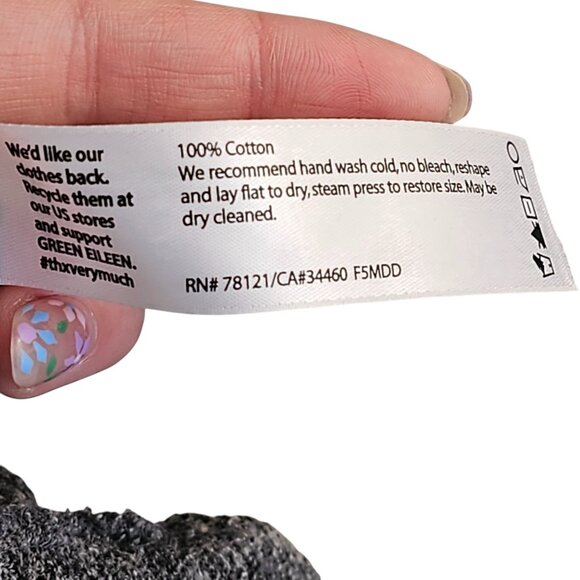 We'd like our
clothes back.
Recycle them at
our US stores
and support
GREEN EILEEN.
#thxverymuch
100% Cotton
We recommend hand wash cold, no bleach, reshape
and lay flat to dry, steam press to restore size. May be
dry cleaned.
RN# 78121/CA#34460 F5MDD